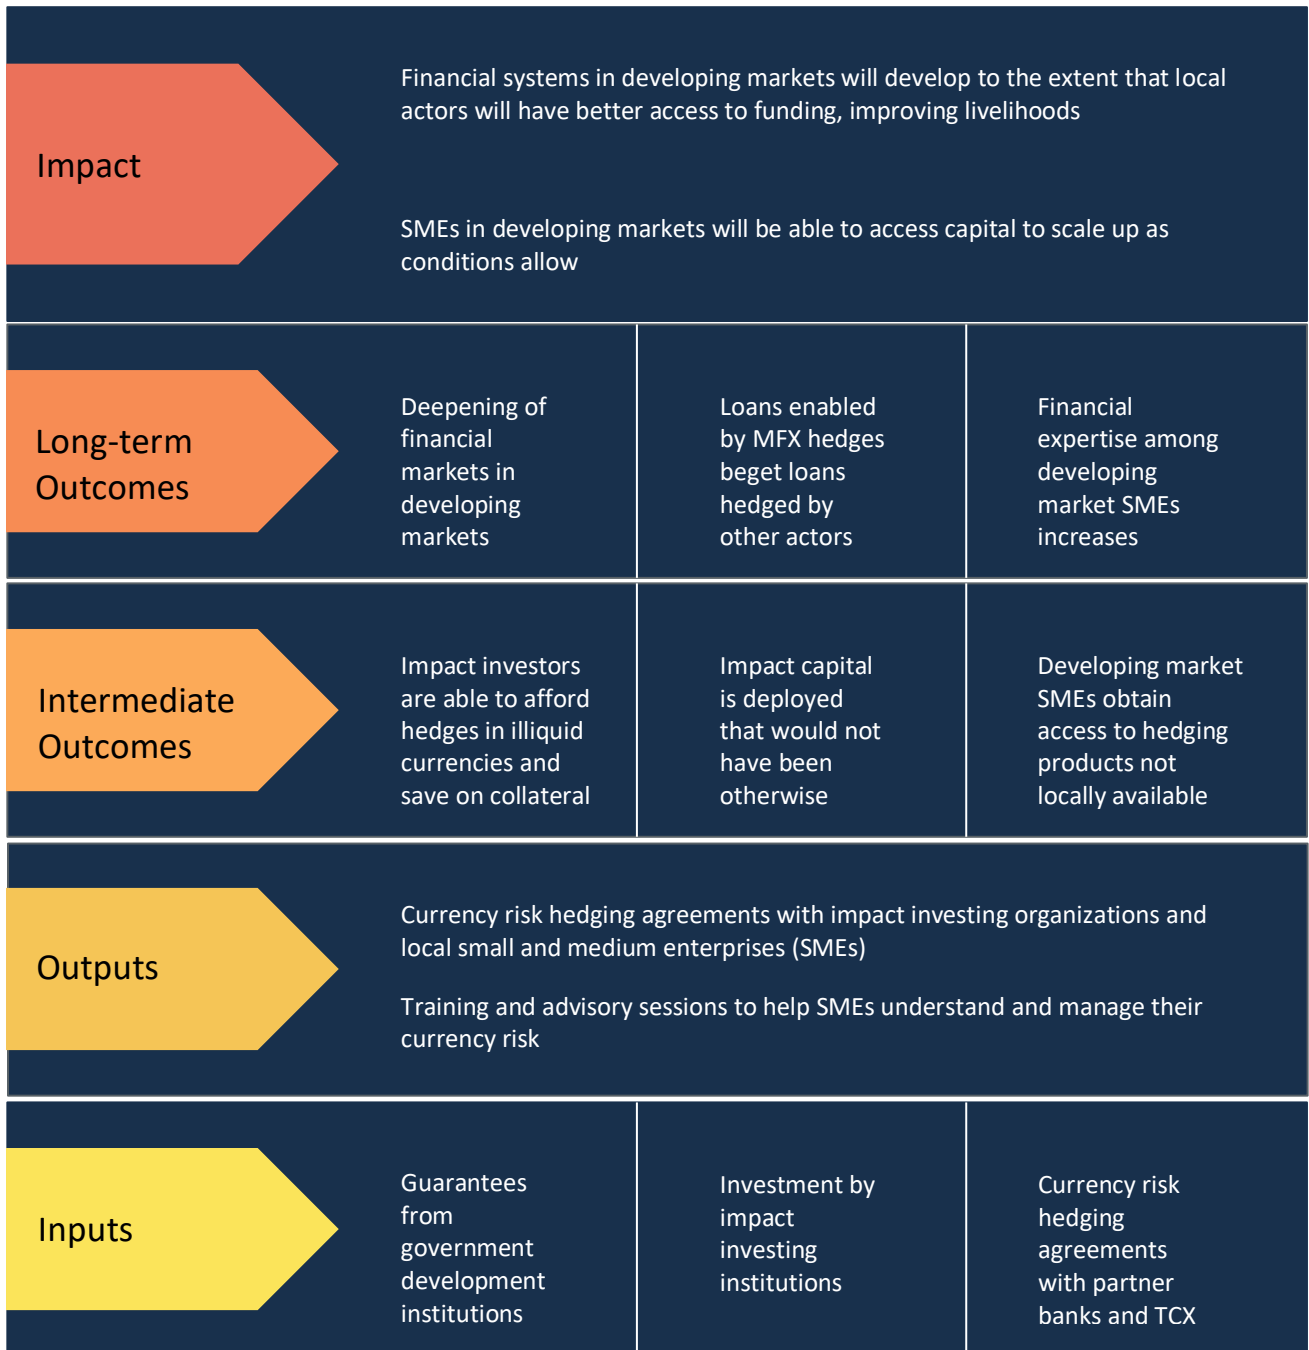 Impact
Financial systems in developing markets will develop to the extent that local
actors will have better access to funding, improving livelihoods
SMEs in developing markets will be able to access capital to scale up as
conditions allow
Long-term
Outcomes
Deepening of
financial
markets in
developing
markets
Loans enabled
by MFX hedges
beget loans
hedged by
other actors
Financial
expertise among
developing
market SMEs
increases
Intermediate
Outcomes
Impact investors
are able to afford
hedges in illiquid
currencies and
save on collateral
Impact capital
is deployed
that would not
have been
otherwise
Developing market
SMEs obtain
access to hedging
products not
locally available
Outputs
Currency risk hedging agreements with impact investing organizations and
local small and medium enterprises (SMEs)
Training and advisory sessions to help SMEs understand and manage their
currency risk
Inputs
Guarantees
from
government
development
institutions
Investment by
impact
investing
institutions
Currency risk
hedging
agreements
with partner
banks and TCX